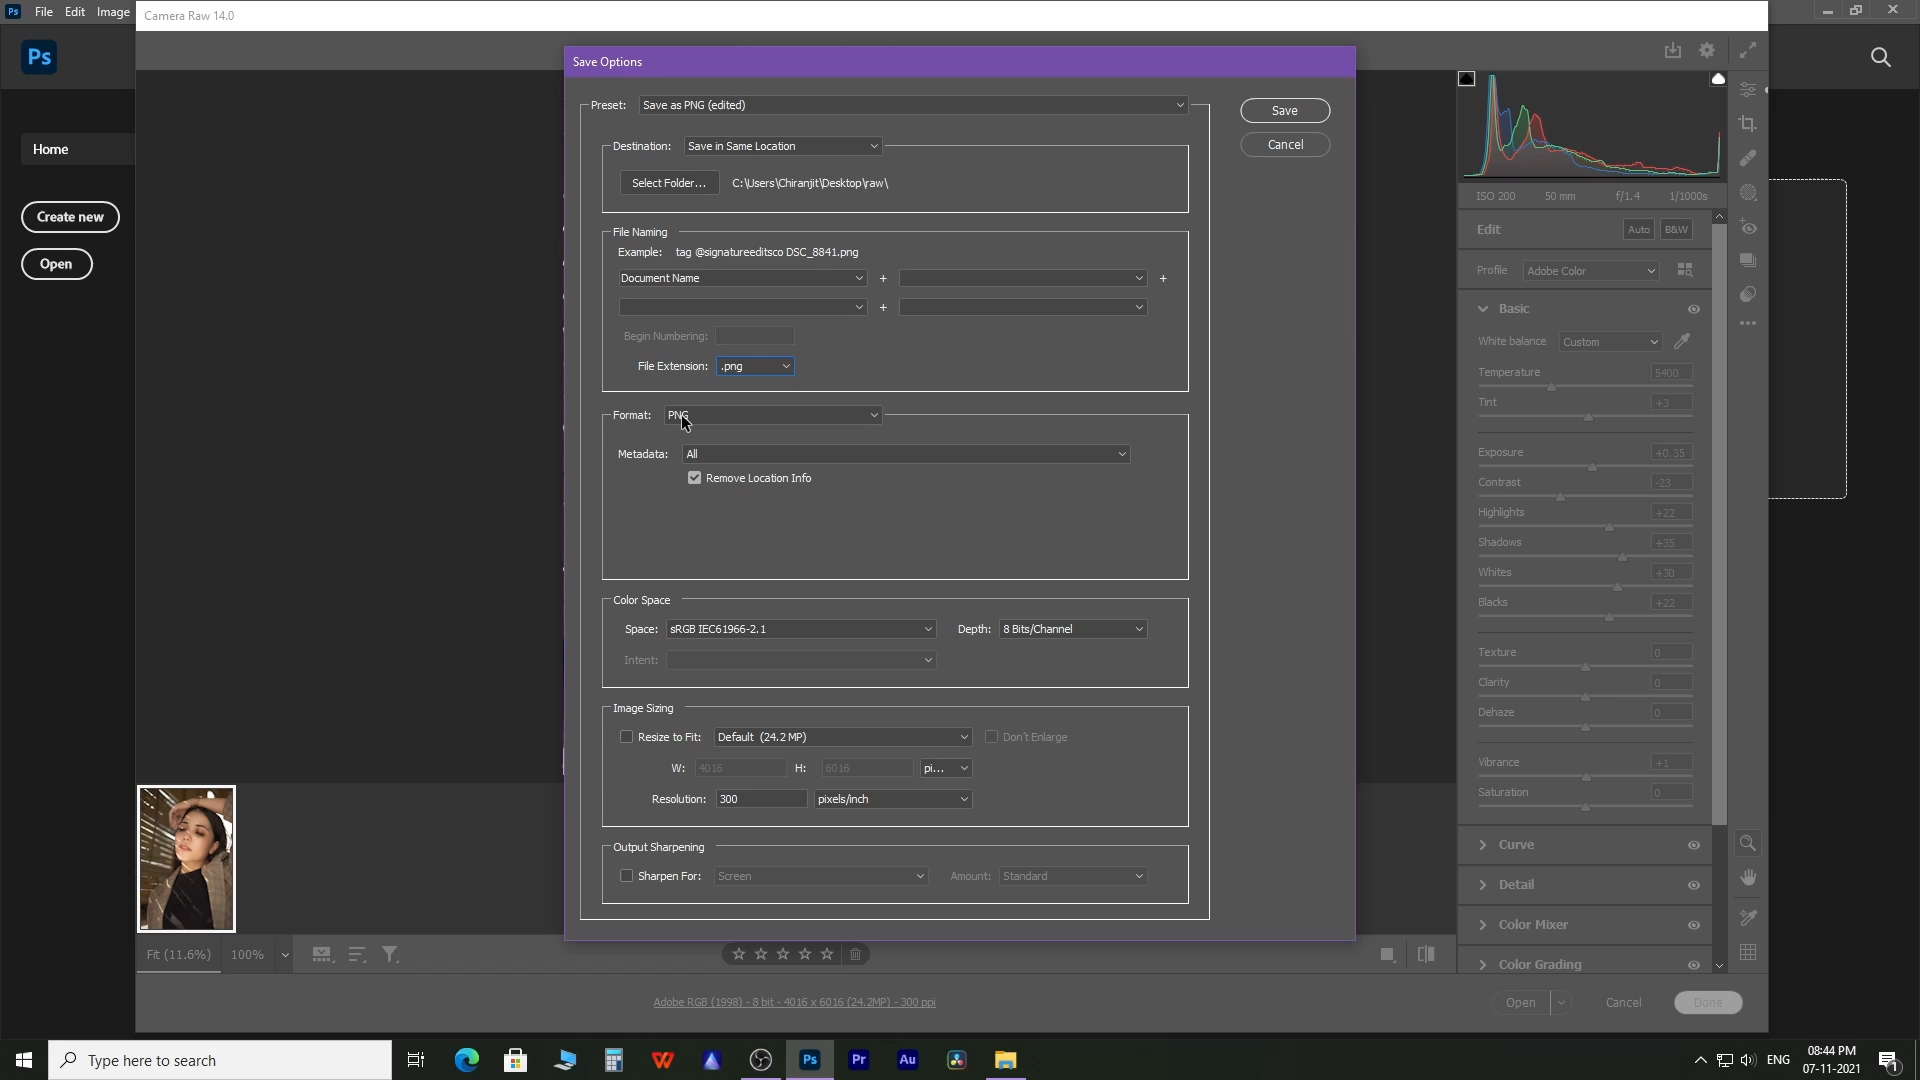 Ps File Edit Image
Camera Raw 14.0
Ps
Home
Create new
Open
Save Options
Preset: Save as PNG (edited)
Save
Cancel
Destination: Save in Same Location
Select Folder... C:\Users\Chiranjit\Desktop\raw\
File Naming
Example: tag @signatureeditsco DSC_8841.png
Document Name + +
+
Begin Numbering:
File Extension: .png
Format: PNG
Metadata: All
Remove Location Info
Color Space
Space: sRGB IEC61966-2.1 Depth: 8 Bits/Channel
Intent:
Image Sizing
Resize to Fit: Default (24.2 MP) Don't Enlarge
W: 4016 H: 6016 pi...
Resolution: 300 pixels/inch
Output Sharpening
Sharpen For: Screen Amount: Standard
ISO 200 50 mm f/1.4 1/1000s
Edit Auto B&W
Profile Adobe Color
Basic
White balance Custom
Temperature 5400
Tint +3
Exposure +0.35
Contrast -23
Highlights +22
Shadows +35
Whites +30
Blacks +22
Texture 0
Clarity 0
Dehaze 0
Vibrance +1
Saturation 0
Curve
Detail
Color Mixer
Color Grading
Fit (11.6%) 100%
Adobe RGB (1998) - 8 bit - 4016 x 6016 (24.2MP) - 300 ppi
Open Cancel Done
Type here to search
Ps Pr Au
ENG
08:44 PM
07-11-2021
1